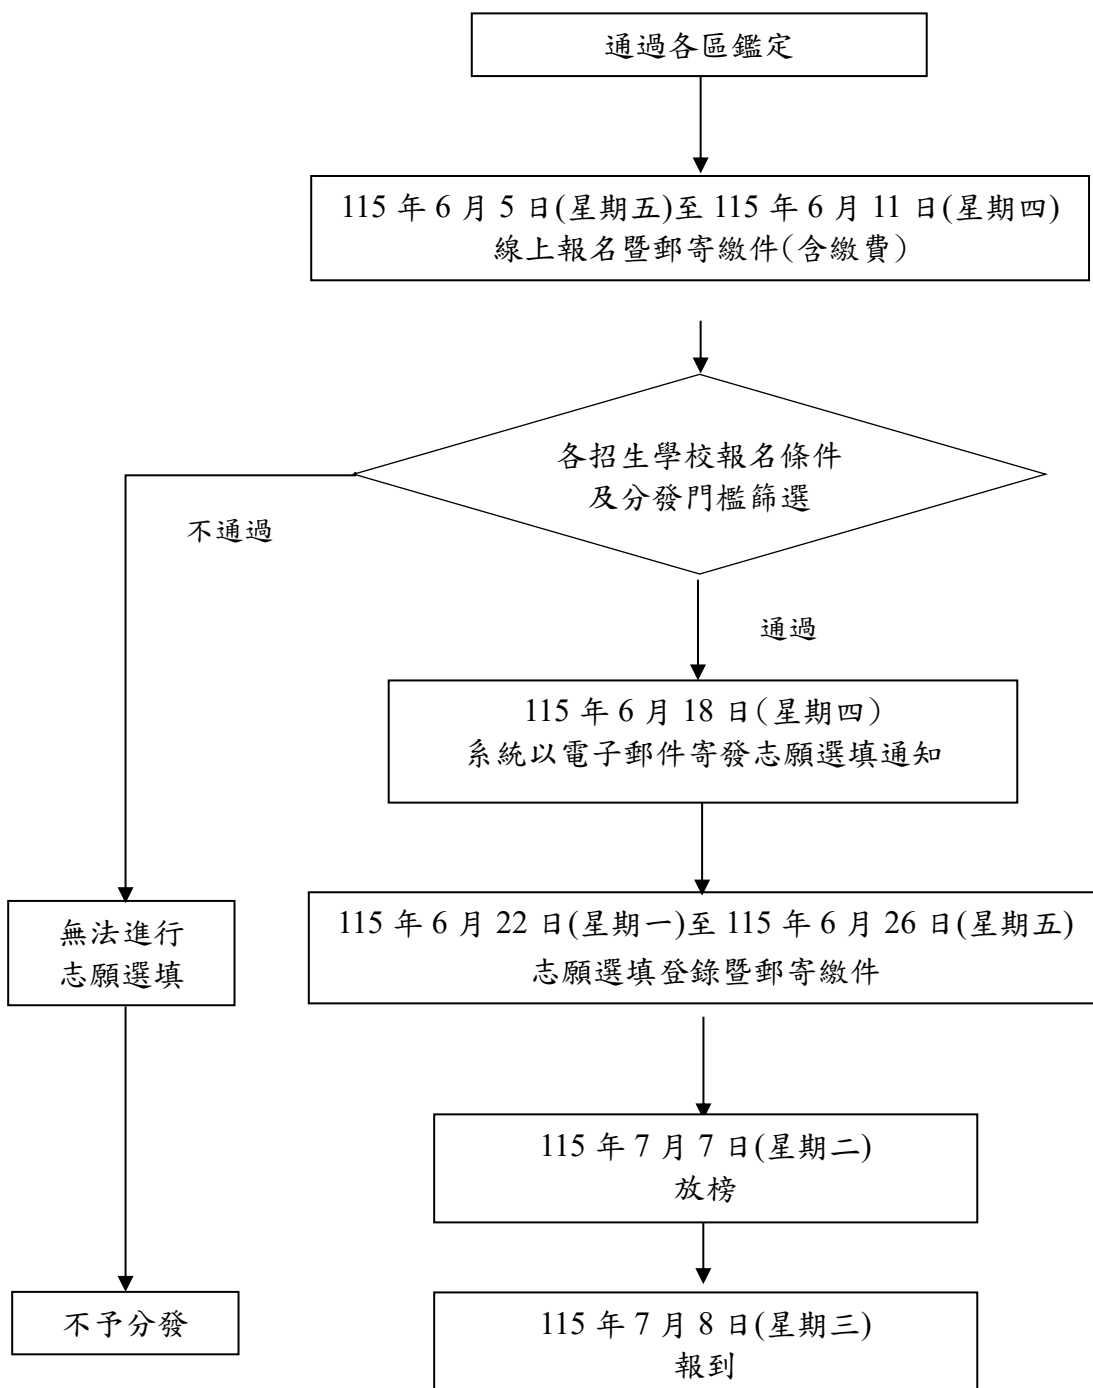 通過各區鑑定
115 年 6 月 5 日(星期五)至 115 年 6 月 11 日(星期四)
線上報名暨郵寄繳件(含繳費)
各招生學校報名條件
及分發門檻篩選
不通過
通過
115 年 6 月 18 日(星期四)
系統以電子郵件寄發志願選填通知
無法進行
志願選填
115 年 6 月 22 日(星期一)至 115 年 6 月 26 日(星期五)
志願選填登錄暨郵寄繳件
115 年 7 月 7 日(星期二)
放榜
不予分發
115 年 7 月 8 日(星期三)
報到